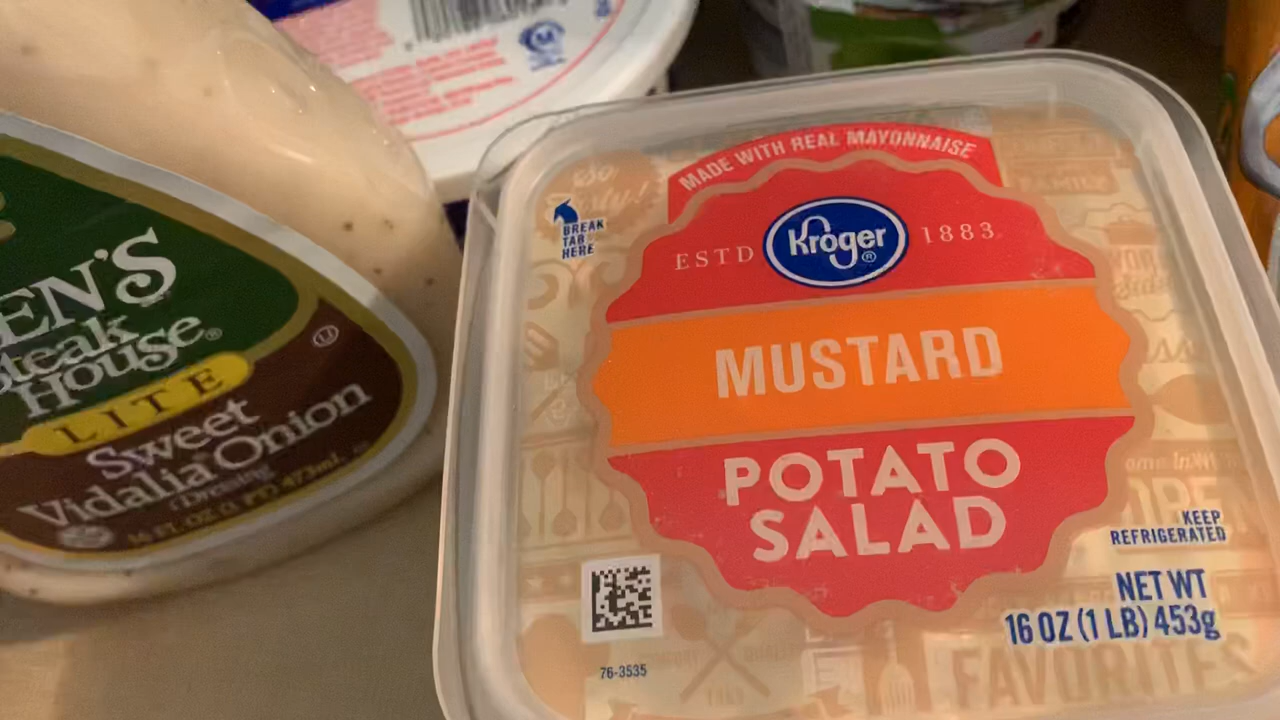 EN'S
Steak
House®
LITE
Sweet
Vidalia Onion
Dressing
MADE WITH REAL MAYONNAISE
BREAK
TAB
HERE
ESTD Kroger® 1883
MUSTARD
POTATO
SALAD
KEEP
REFRIGERATED
NET WT
16 OZ (1 LB) 453g
76-3535
FAVORITES